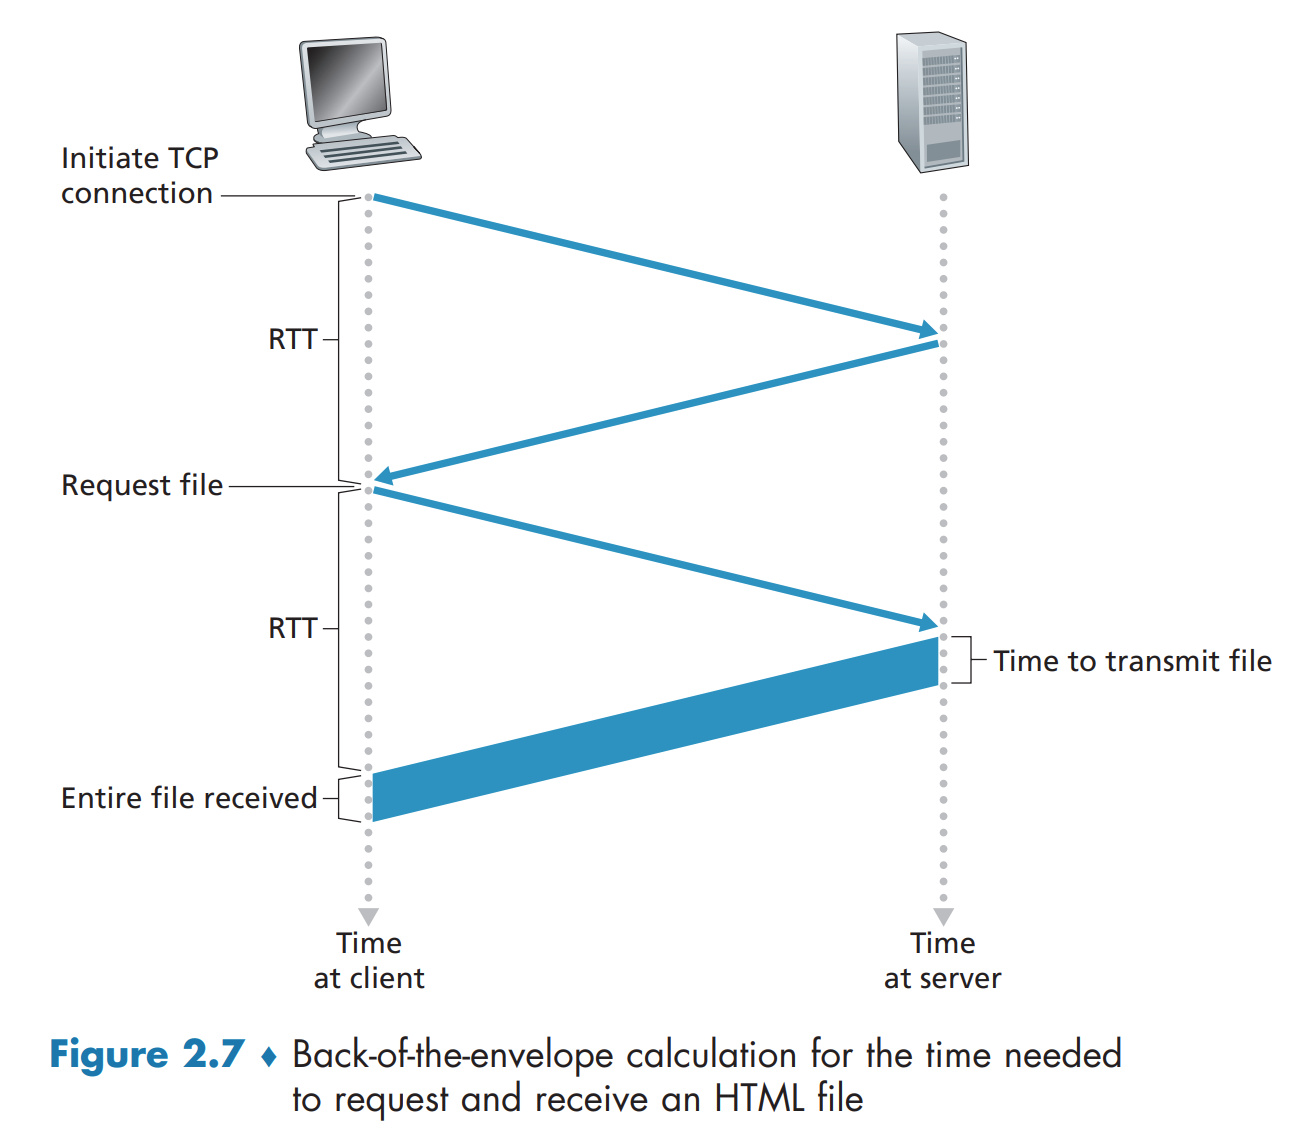 Initiate TCP
connection
RTT
Request file
RTT
Time to transmit file
Entire file received
Time
at client
Time
at server
Figure 2.7 ♦ Back-of-the-envelope calculation for the time needed
to request and receive an HTML file